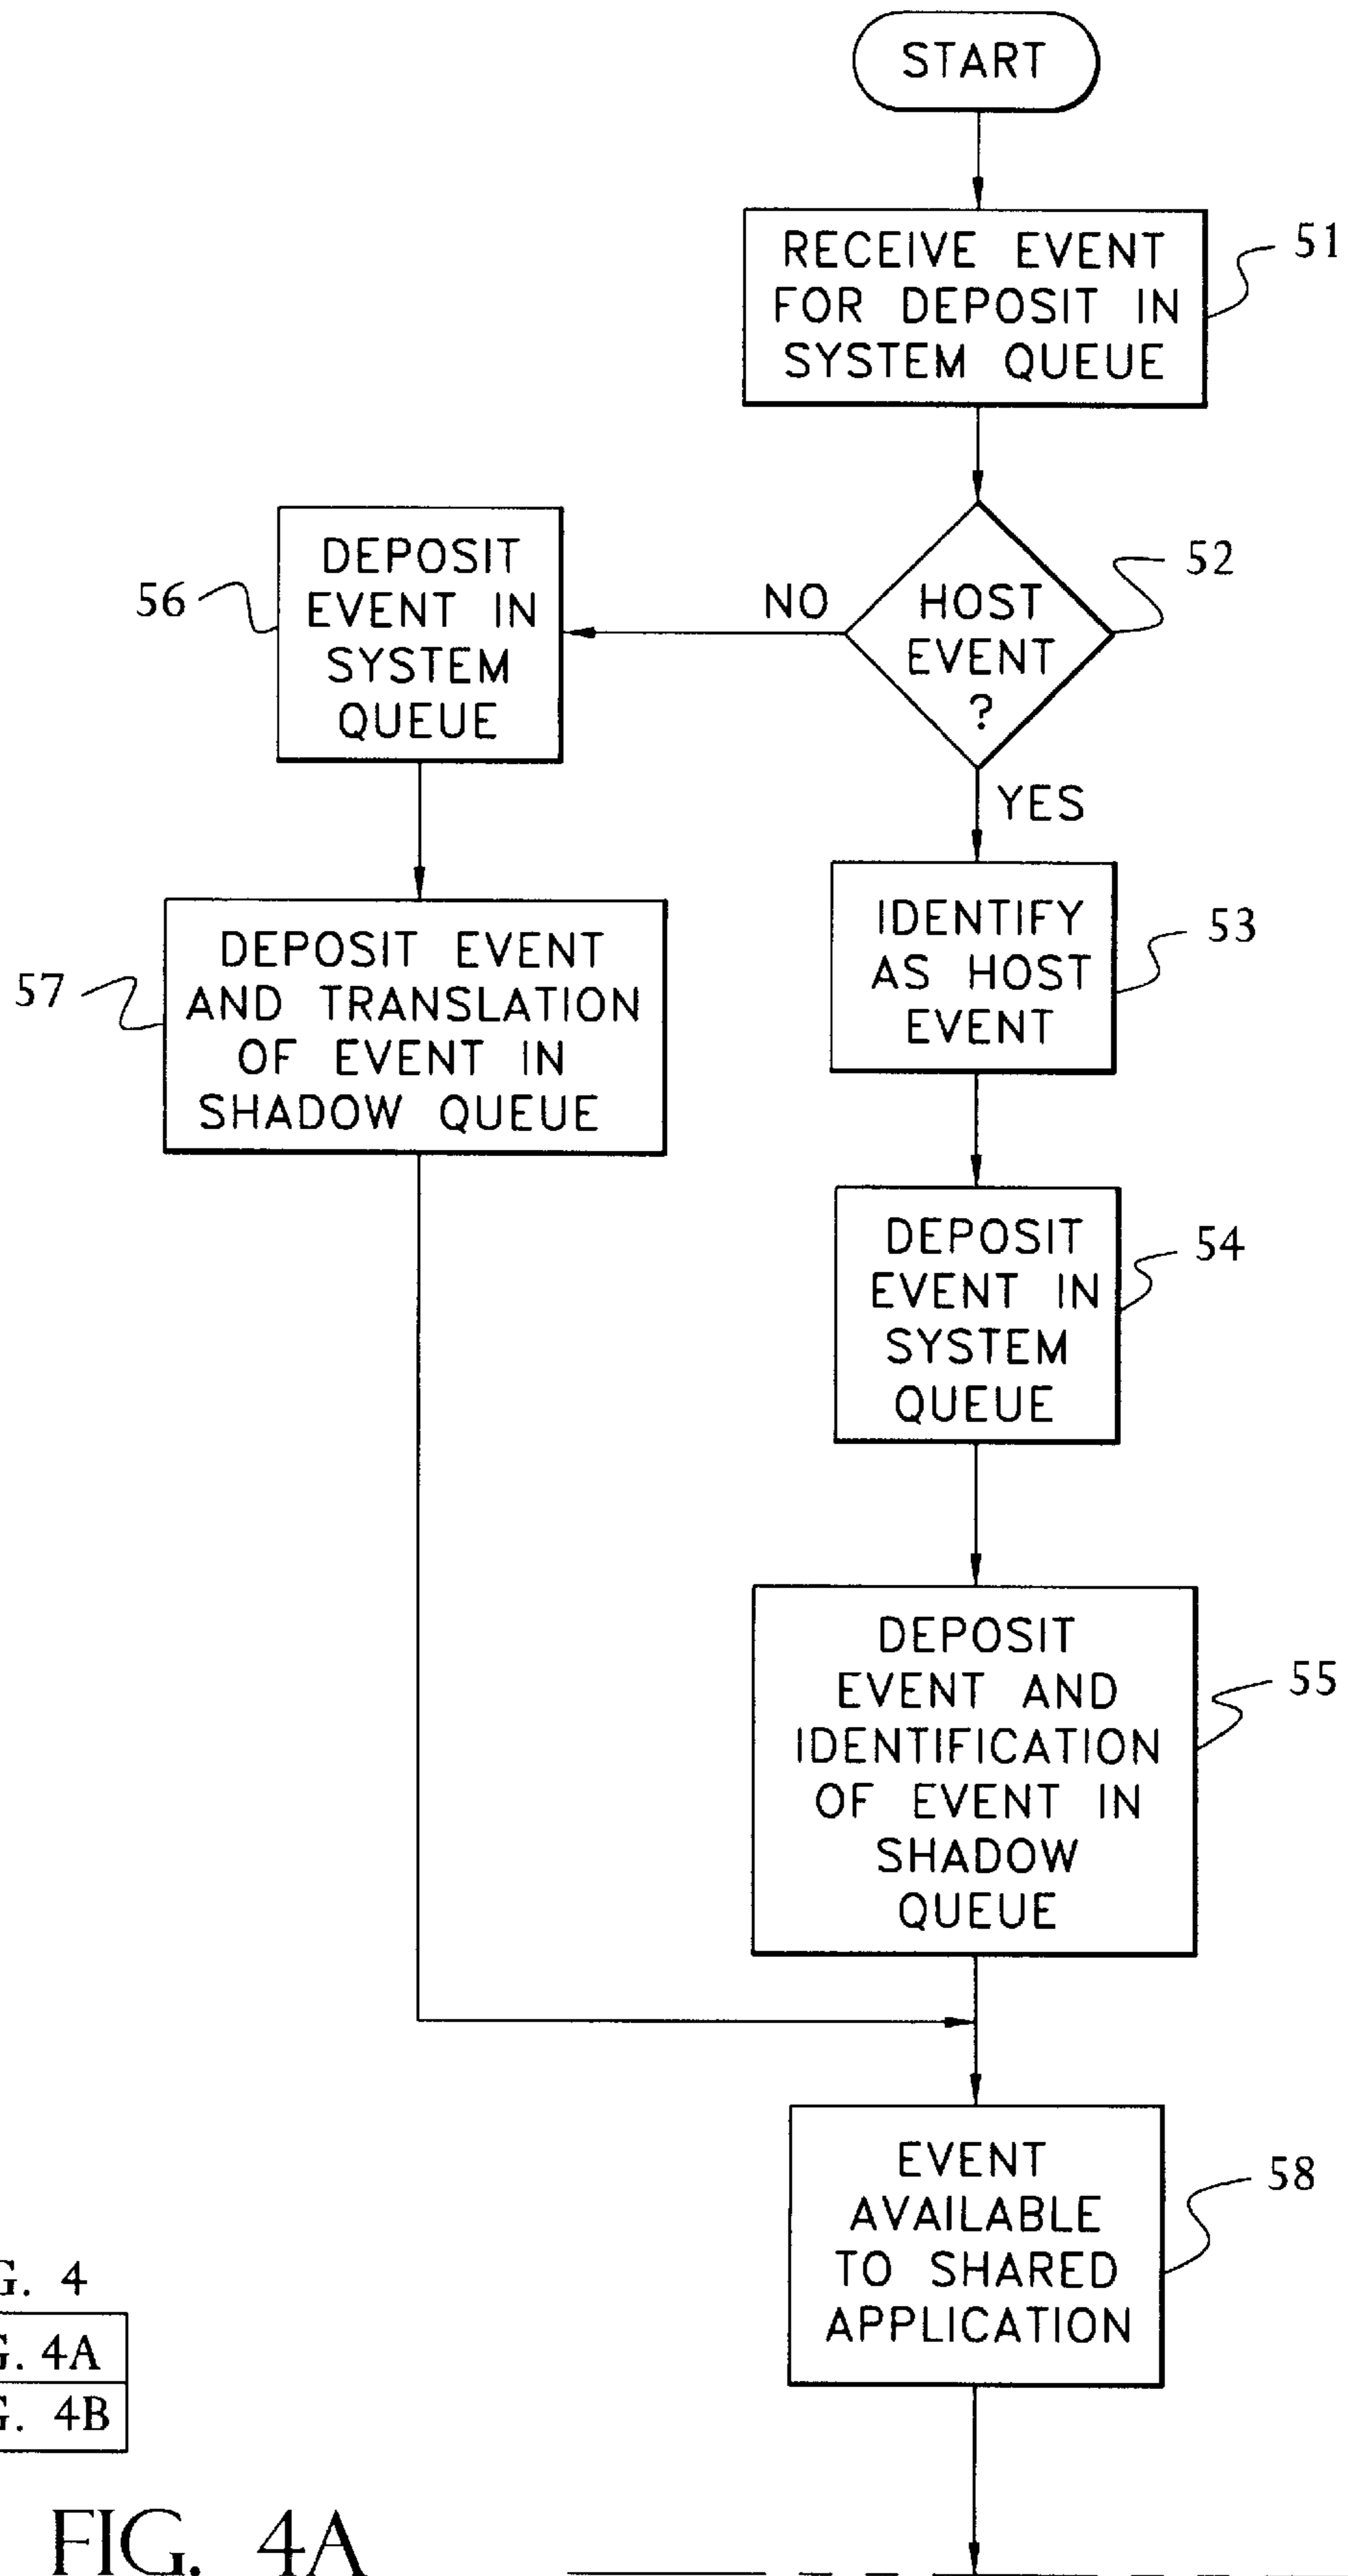 START
RECEIVE EVENT
FOR DEPOSIT IN
SYSTEM QUEUE
51
HOST
EVENT
?
52
NO
YES
DEPOSIT
EVENT IN
SYSTEM
QUEUE
56
IDENTIFY
AS HOST
EVENT
53
DEPOSIT EVENT
AND TRANSLATION
OF EVENT IN
SHADOW QUEUE
57
DEPOSIT
EVENT IN
SYSTEM
QUEUE
54
DEPOSIT
EVENT AND
IDENTIFICATION
OF EVENT IN
SHADOW
QUEUE
55
EVENT
AVAILABLE
TO SHARED
APPLICATION
58
G. 4
G. 4A
G. 4B
FIG. 4A